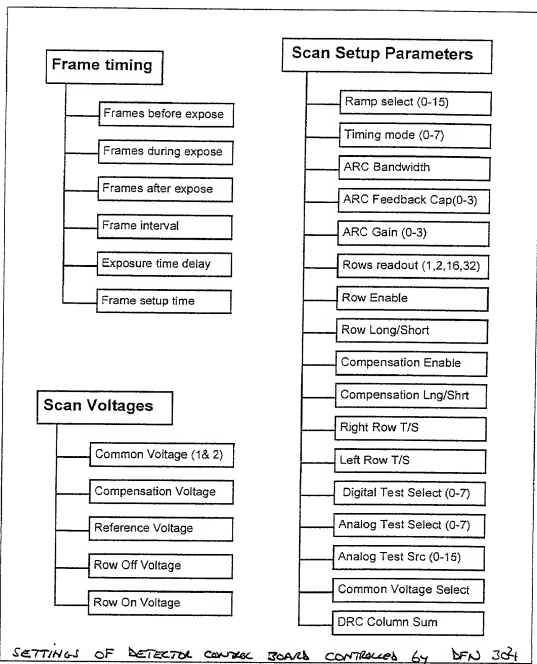 Frame timing
Frames before expose
Frames during expose
Frames after expose
Frame interval
Exposure time delay
Frame setup time
Scan Voltages
Common Voltage (1& 2)
Compensation Voltage
Reference Voltage
Row Off Voltage
Row On Voltage
Scan Setup Parameters
Ramp select (0-15)
Timing mode (0-7)
ARC Bandwidth
ARC Feedback Cap(0-3)
ARC Gain (0-3)
Rows readout (1,2,16,32)
Row Enable
Row Long/Short
Compensation Enable
Compensation Lng/Shrt
Right Row T/S
Left Row T/S
Digital Test Select (0-7)
Analog Test Select (0-7)
Analog Test Src (0-15)
Common Voltage Select
DRC Column Sum
SETTINGS OF DETECTOR CONTROL BOARD CONTROLLED by DFN